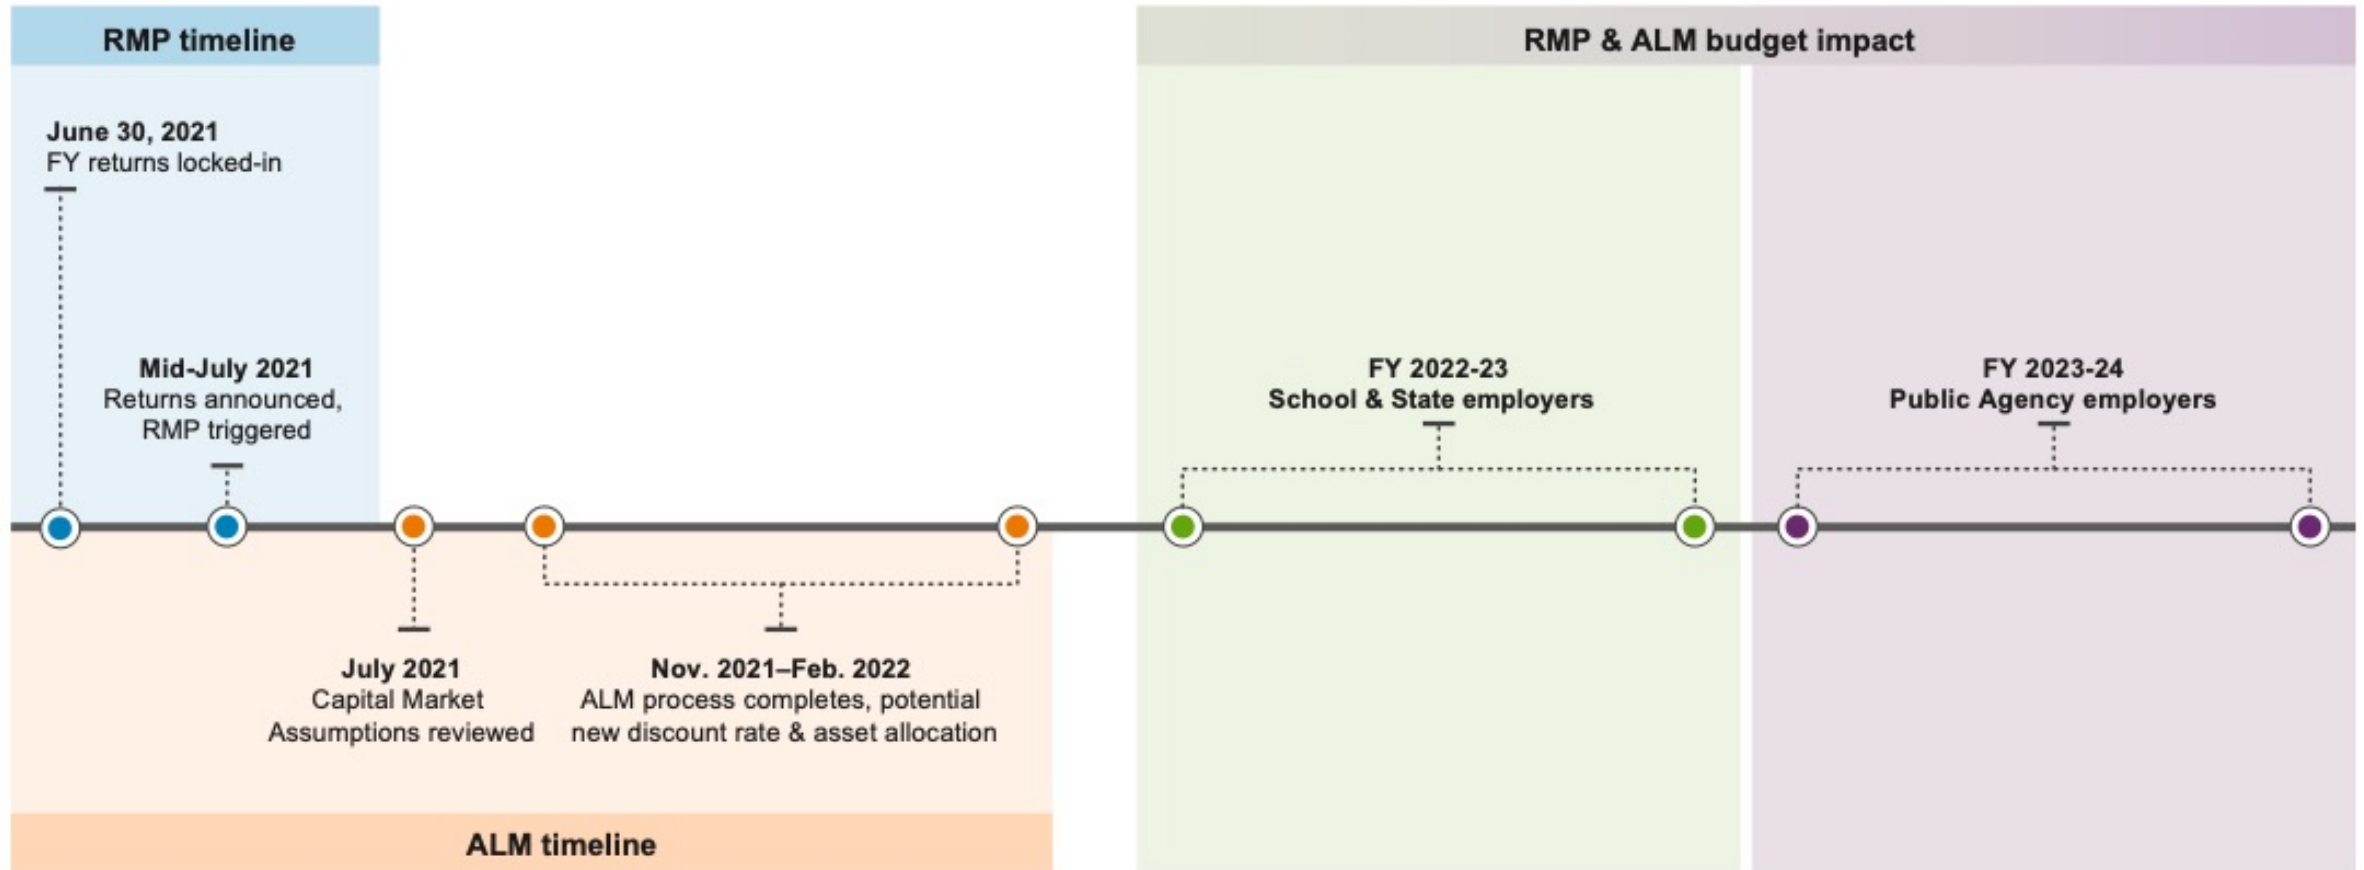 RMP timeline
RMP & ALM budget impact
June 30, 2021
FY returns locked-in
Mid-July 2021
Returns announced,
RMP triggered
FY 2022-23
School & State employers
FY 2023-24
Public Agency employers
July 2021
Capital Market
Assumptions reviewed
Nov. 2021–Feb. 2022
ALM process completes, potential
new discount rate & asset allocation
ALM timeline